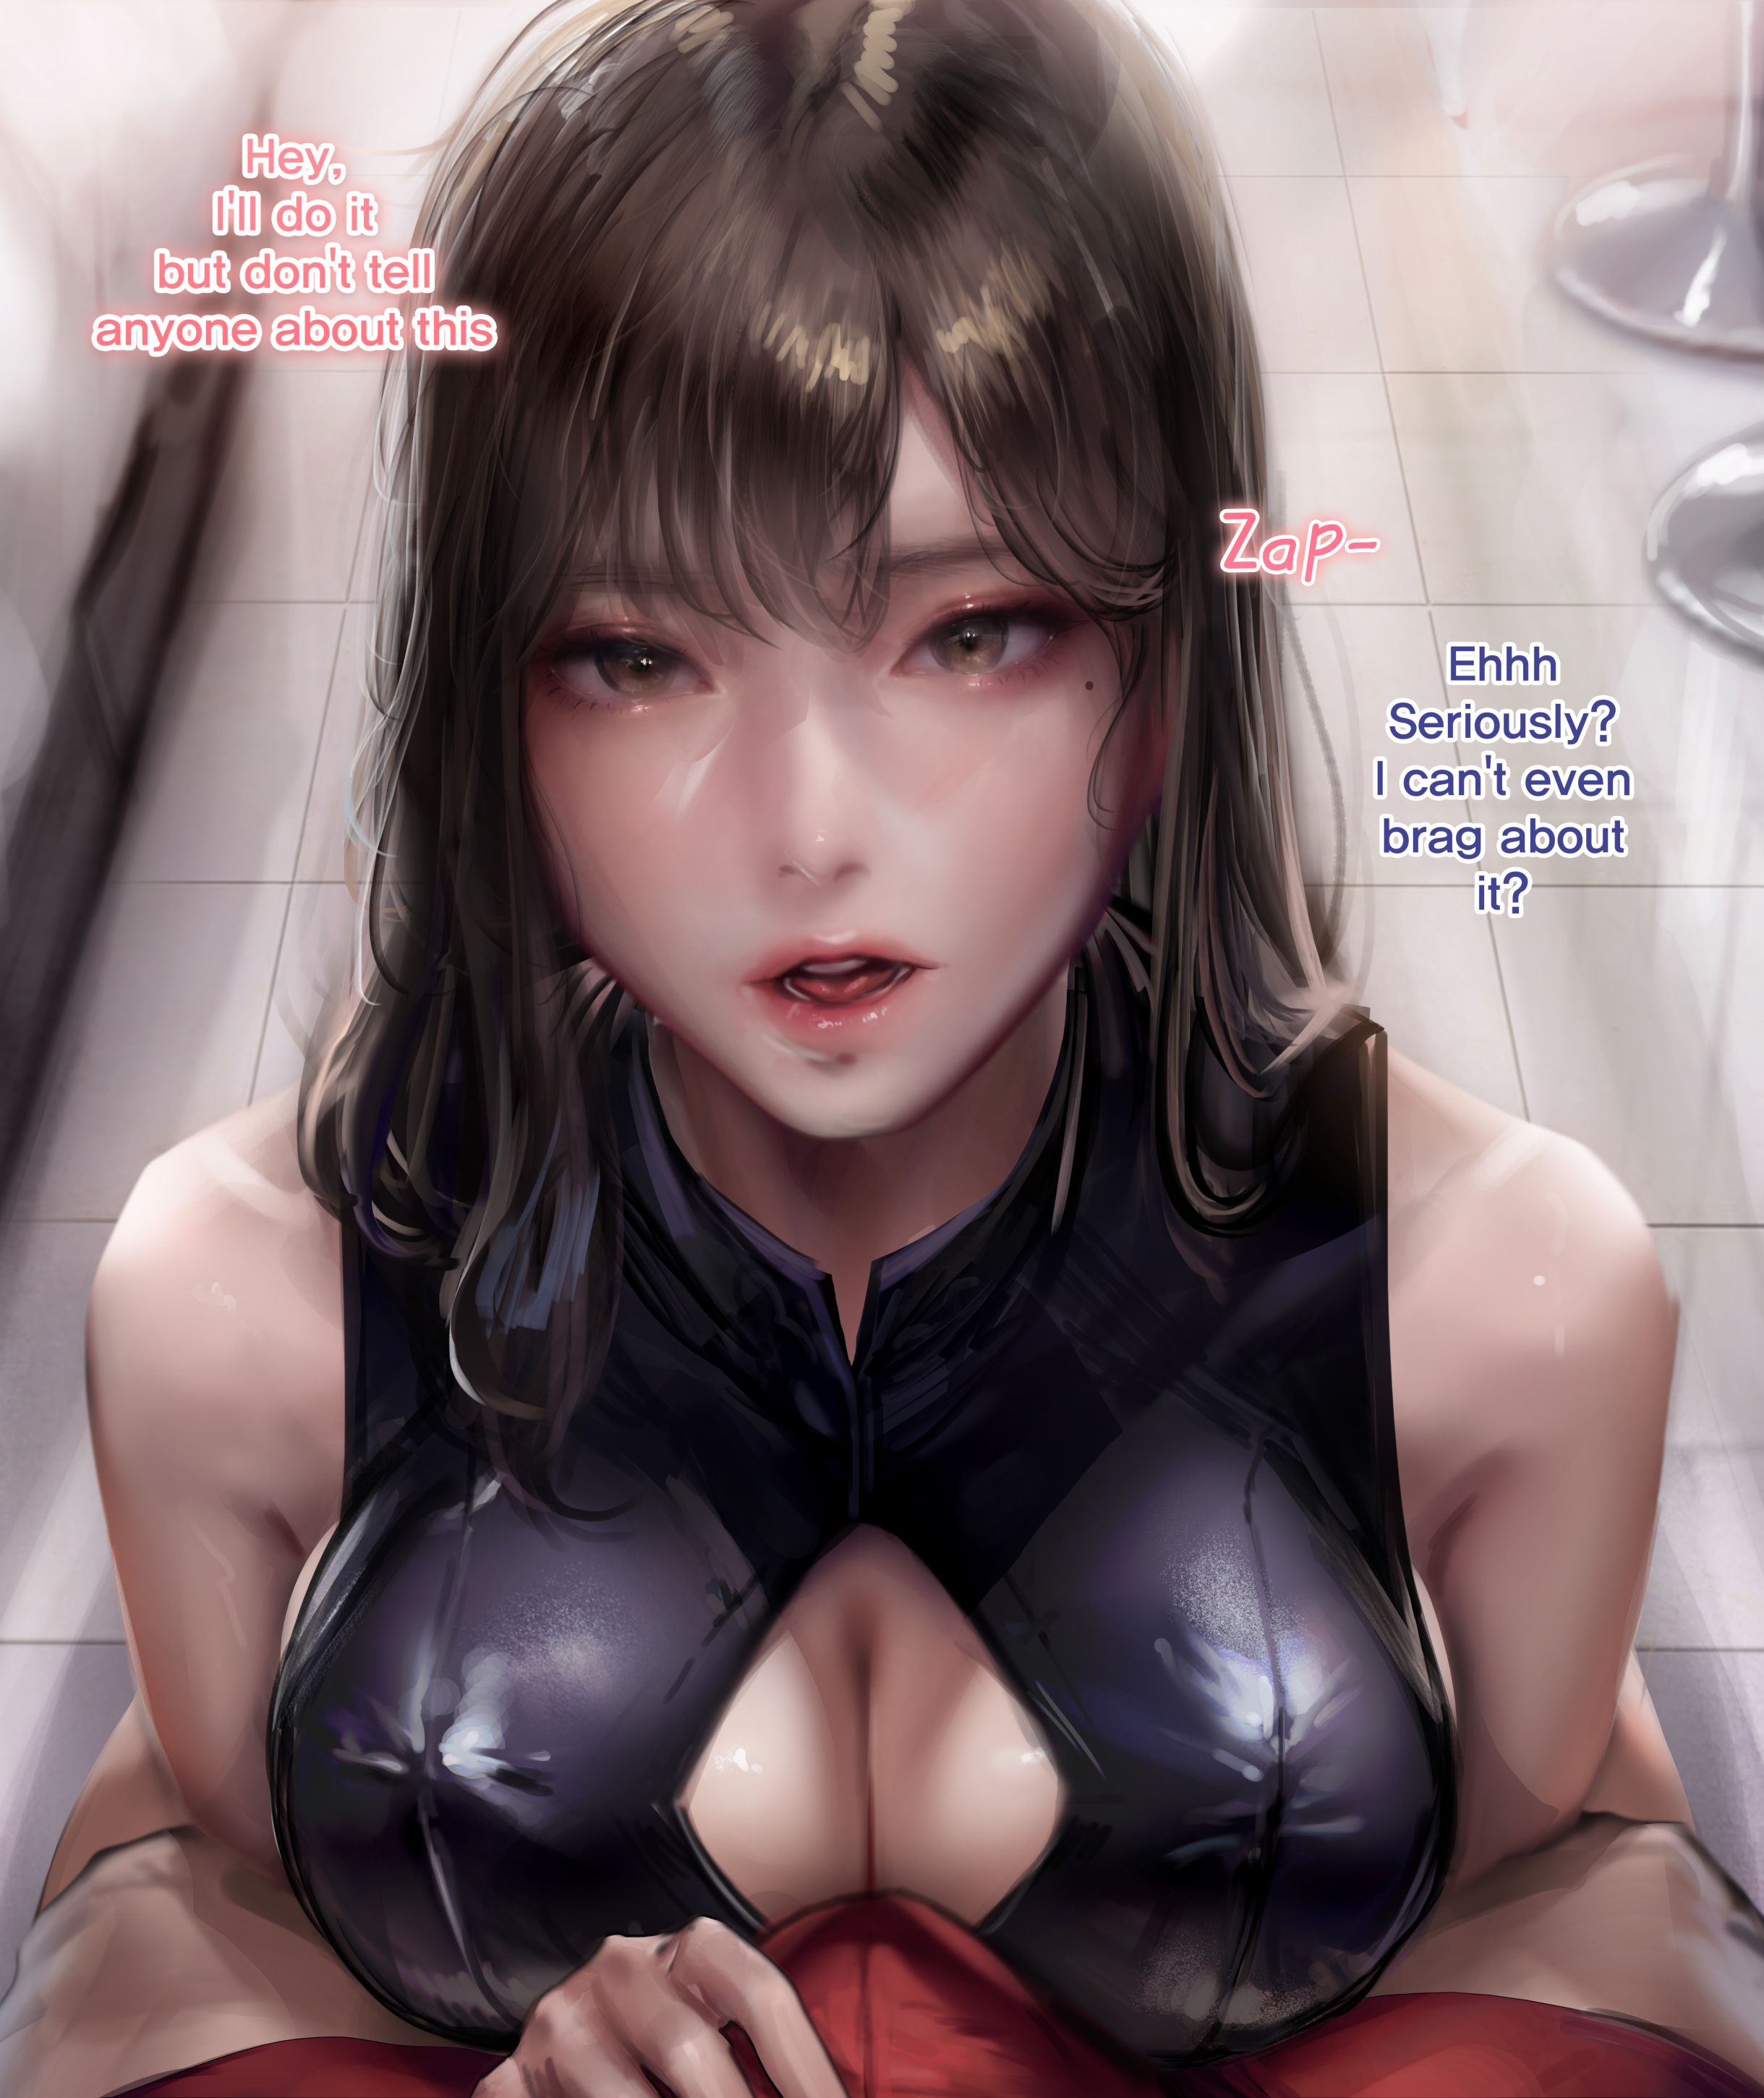 Hey,
I'll do it
but don't tell
anyone about this
Zap-
Ehhh
Seriously?
I can't even
brag about
it?